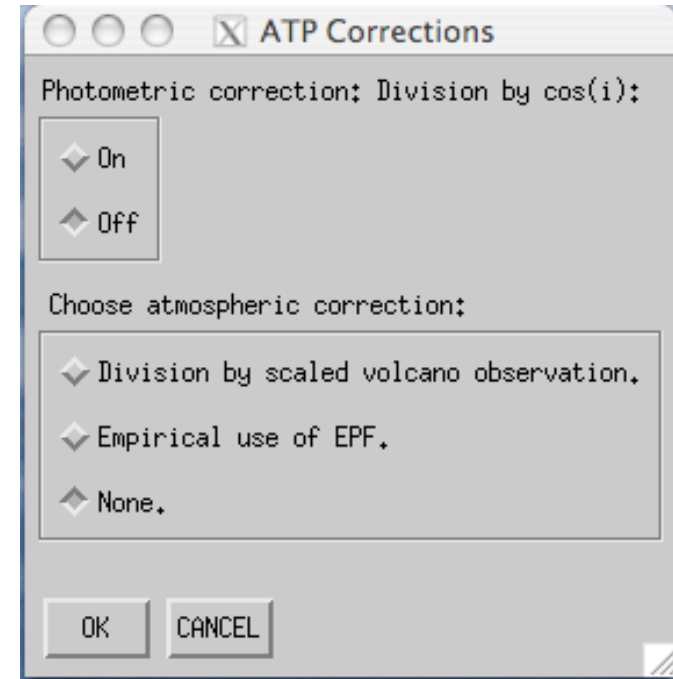 ATP Corrections
Photometric correction: Division by cos(i):
On
Off
Choose atmospheric correction:
Division by scaled volcano observation.
Empirical use of EPF.
None.
OK CANCEL